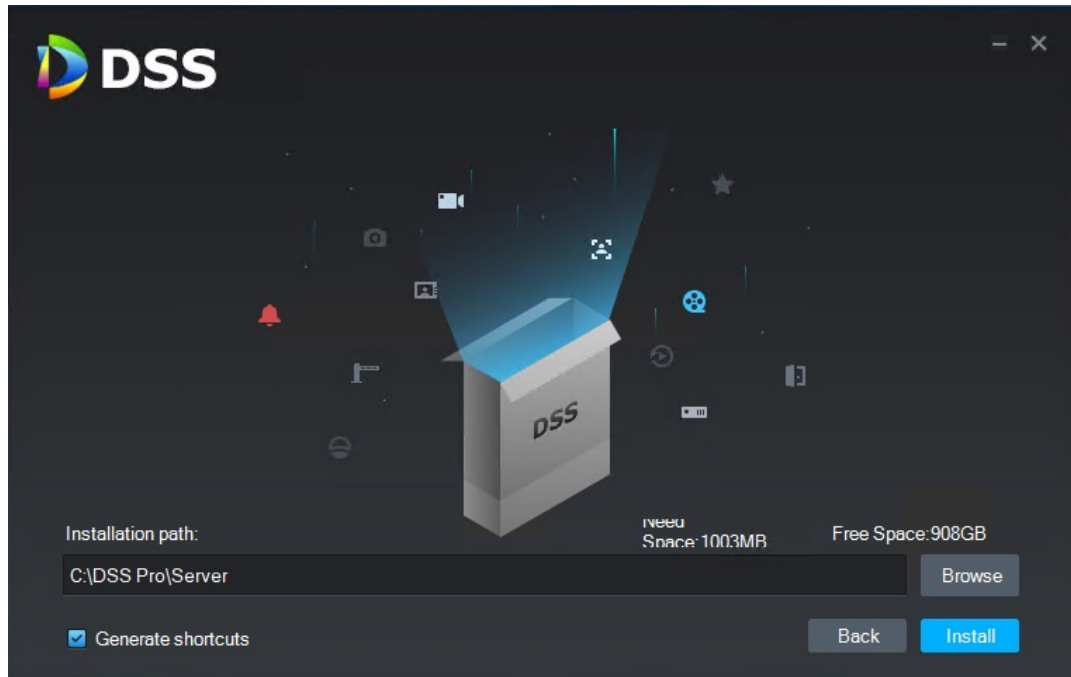 DSS
DSS
Need
Installation path:
Space:1003MB
Free Space:908GB
C:\DSS Pro\Server
Browse
Generate shortcuts
Back
Install